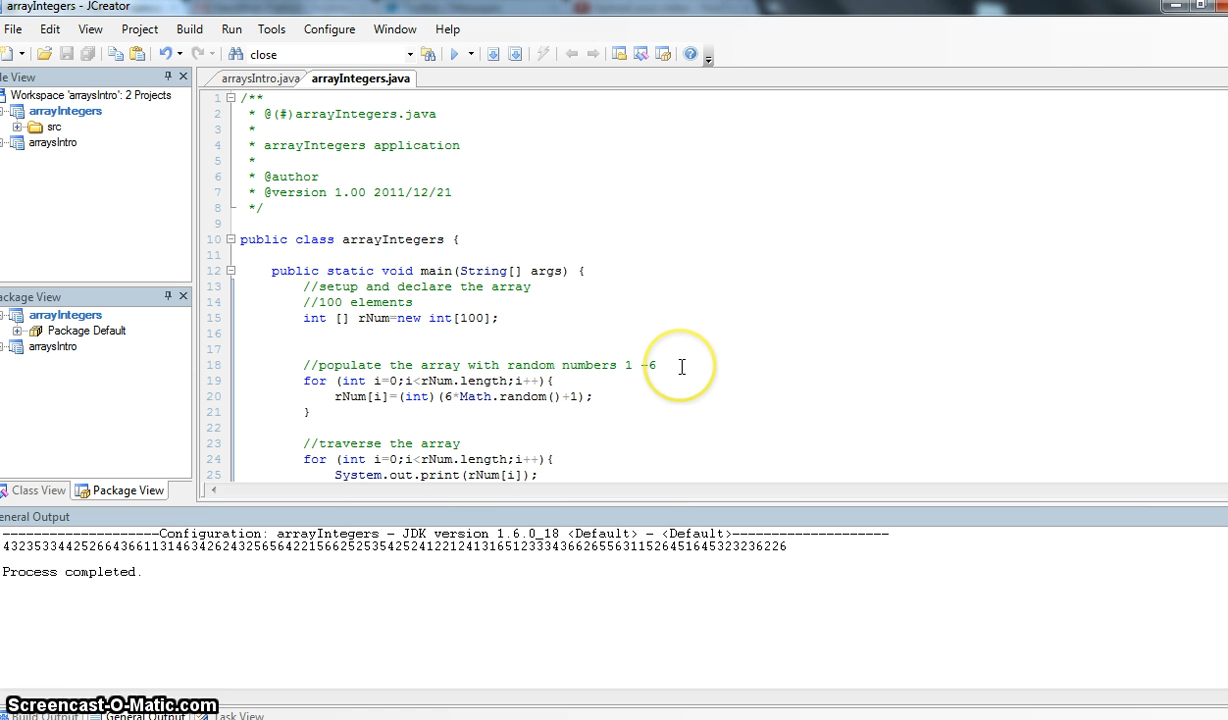 arrayIntegers - JCreator
File Edit View Project Build Run Tools Configure Window Help
close
le View
arraysIntro.java arrayIntegers.java
Workspace 'arraysIntro': 2 Projects
arrayIntegers
src
arraysIntro
ackage View
arrayIntegers
Package Default
arraysIntro
Class View Package View
1 /**
2 * @(#)arrayIntegers.java
3 *
4 * arrayIntegers application
5 *
6 * @author
7 * @version 1.00 2011/12/21
8 */
9
10 public class arrayIntegers {
11
12 public static void main(String[] args) {
13 //setup and declare the array
14 //100 elements
15 int [] rNum=new int[100];
16
17
18 //populate the array with random numbers 1 -6
19 for (int i=0;i<rNum.length;i++){
20 rNum[i]=(int)(6*Math.random()+1);
21 }
22
23 //traverse the array
24 for (int i=0;i<rNum.length;i++){
25 System.out.print(rNum[i]);
eneral Output
--------------------Configuration: arrayIntegers - JDK version 1.6.0_18 <Default> - <Default>--------------------
Process completed.
Screencast-O-Matic.com
Build Output General Output Task View